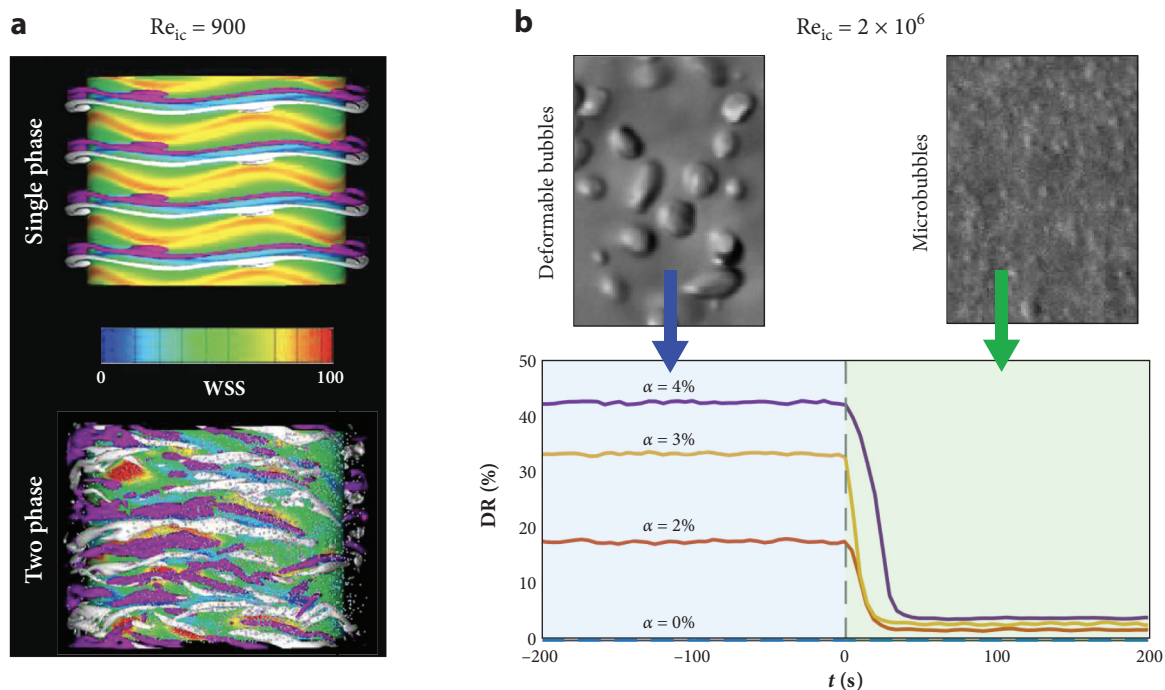 a
Re_ic = 900
Single phase
0
WSS
100
Two phase
b
Re_ic = 2 × 10^6
Deformable bubbles
Microbubbles
50
40
30
20
10
0
DR (%)
α = 4%
α = 3%
α = 2%
α = 0%
−200
−100
0
100
200
t (s)